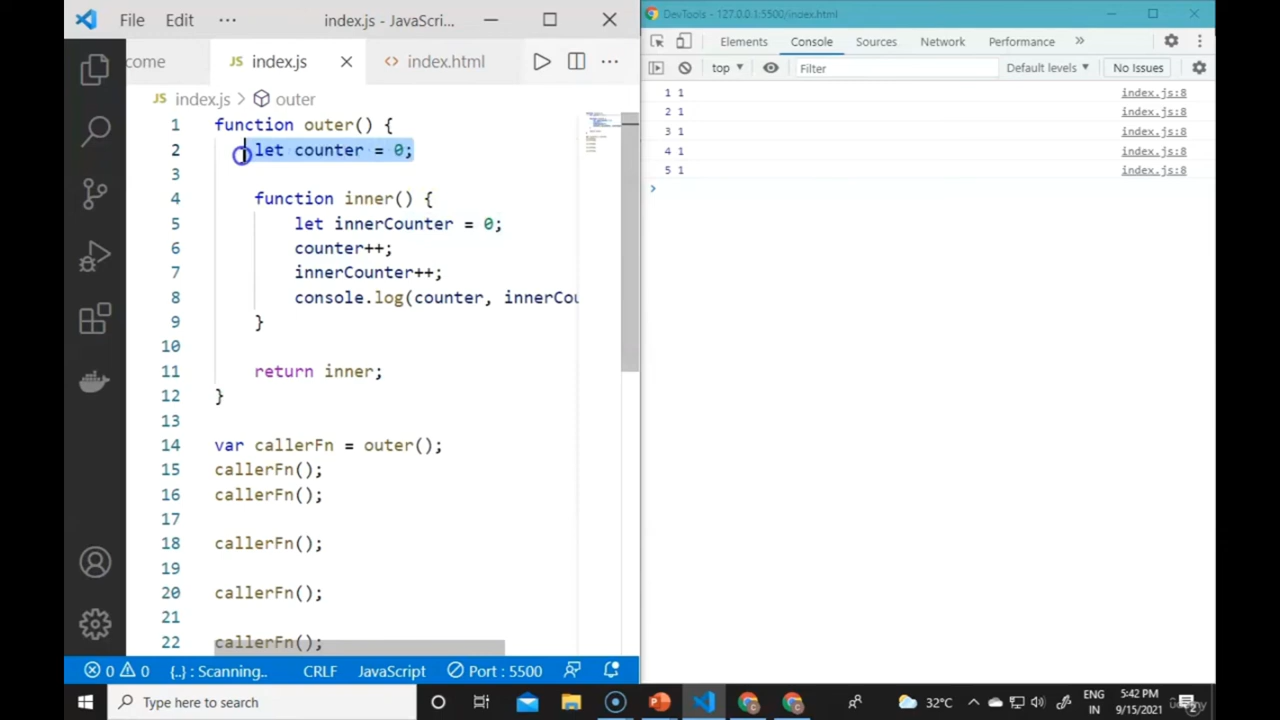 File Edit ··· index.js - JavaScri...
come JS index.js × <> index.html ···
JS index.js > outer
1 function outer() {
2 let counter = 0;
3
4 function inner() {
5 let innerCounter = 0;
6 counter++;
7 innerCounter++;
8 console.log(counter, innerCou
9 }
10
11 return inner;
12 }
13
14 var callerFn = outer();
15 callerFn();
16 callerFn();
17
18 callerFn();
19
20 callerFn();
21
22 callerFn();
0 0 {..} : Scanning.. CRLF JavaScript Port : 5500
DevTools - 127.0.0.1:5500/index.html
Elements Console Sources Network Performance »
top Filter Default levels No Issues
1 1 index.js:8
2 1 index.js:8
3 1 index.js:8
4 1 index.js:8
5 1 index.js:8
>
Type here to search
32°C
ENG
IN
5:42 PM
9/15/2021
2